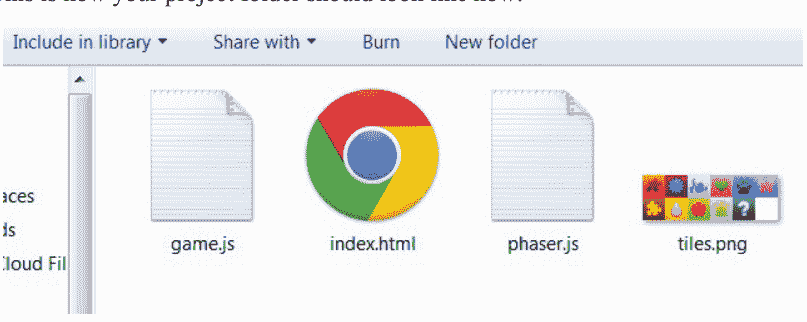 Include in library Share with Burn New folder
aces
ds
Cloud Fil
game.js index.html phaser.js tiles.png